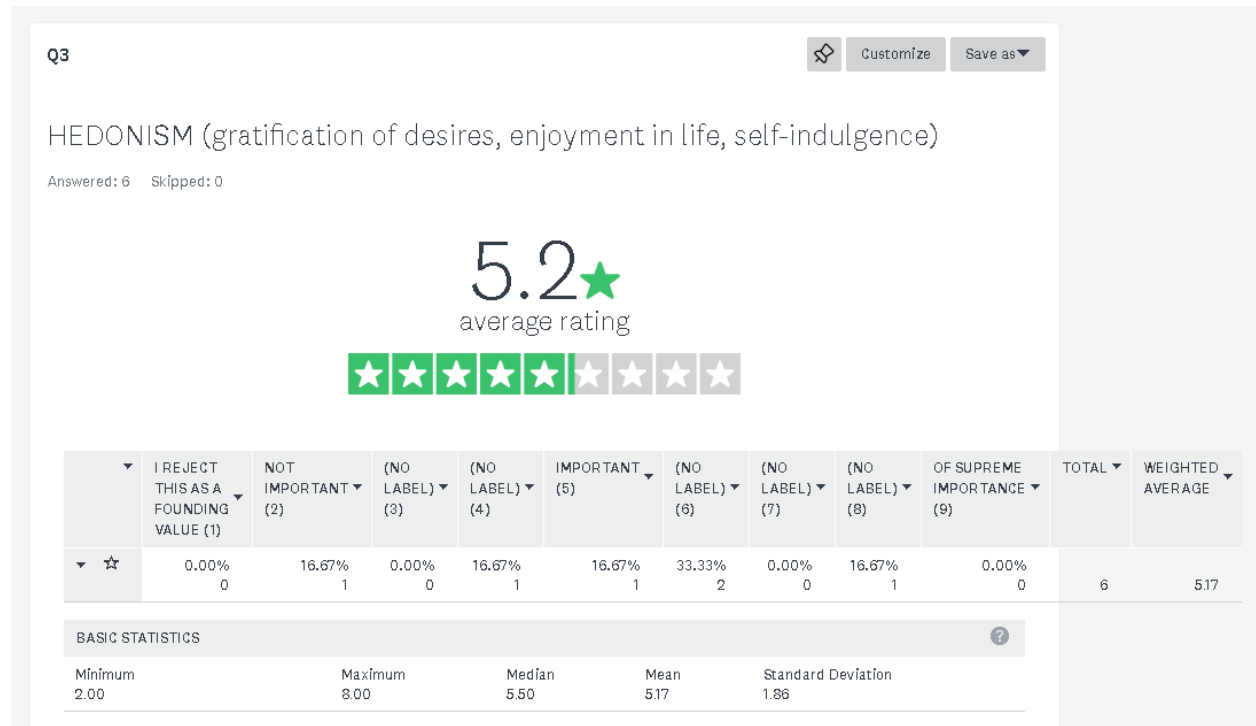 Q3
Customize
Save as
HEDONISM (gratification of desires, enjoyment in life, self-indulgence)
Answered: 6 Skipped: 0
5.2
average rating
I REJECT THIS AS A FOUNDING VALUE (1)
NOT IMPORTANT (2)
(NO LABEL) (3)
(NO LABEL) (4)
IMPORTANT (5)
(NO LABEL) (6)
(NO LABEL) (7)
(NO LABEL) (8)
OF SUPREME IMPORTANCE (9)
TOTAL
WEIGHTED AVERAGE
0.00% 16.67% 0.00% 16.67% 16.67% 33.33% 0.00% 16.67% 0.00%
0 1 0 1 1 2 0 1 0 6 5.17
BASIC STATISTICS ?
Minimum Maximum Median Mean Standard Deviation
2.00 8.00 5.50 5.17 1.86